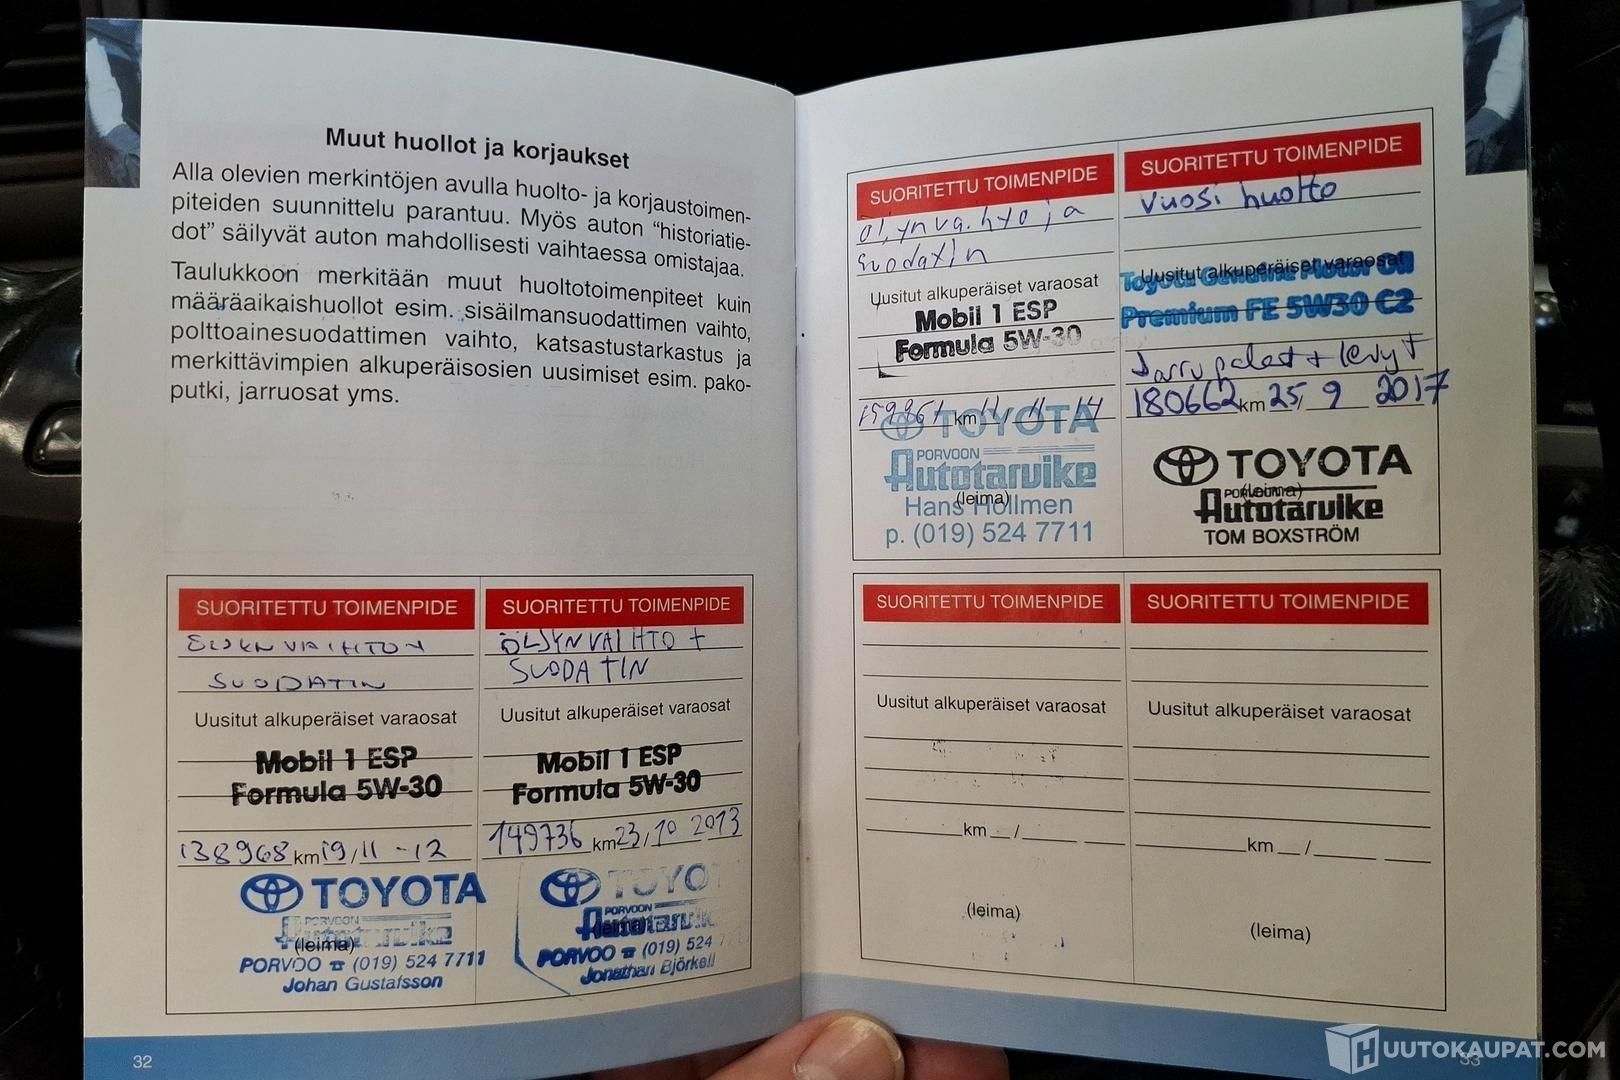 Muut huollot ja korjaukset
Alla olevien merkintöjen avulla huolto- ja korjaustoimen-
piteiden suunnittelu parantuu. Myös auton "historiatie-
dot" säilyvät auton mahdollisesti vaihtaessa omistajaa.
Taulukkoon merkitään muut huoltotoimenpiteet kuin
määräaikaishuollot esim. sisäilmansuodattimen vaihto,
polttoainesuodattimen vaihto, katsastustarkastus ja
merkittävimpien alkuperäisosien uusimiset esim. pako-
putki, jarruosat yms.
SUORITETTU TOIMENPIDE
SUODATIN
Uusitut alkuperäiset varaosat
Mobil 1 ESP
Formula 5W-30
138968 km 19/11 -12
TOYOTA
PORVOON
Autotarvike
(leima)
PORVOO ☎ (019) 524 7711
Johan Gustafsson
SUORITETTU TOIMENPIDE
ÖLJYNVAIHTO +
SUODATIN
Uusitut alkuperäiset varaosat
Mobil 1 ESP
Formula 5W-30
149736 km 23/10 2013
TOYO
PORVOON
Autotarvik
(leima)
PORVOO ☎ (019) 524
Jonathan Björkell
32
SUORITETTU TOIMENPIDE
öljynvaihto ja
suodatin
Uusitut alkuperäiset varaosat
Mobil 1 ESP
Formula 5W-30
km 11 11 14
TOYOTA
PORVOON
Autotarvike
(leima)
Hans Hollmen
p. (019) 524 7711
SUORITETTU TOIMENPIDE
Vuosi huolto
Uusitut alkuperäiset varaosat
Toyota Genuine Motor Oil
Premium FE 5W30 C2
Jarrupalat + levyt
180662 km 25/ 9 2017
TOYOTA
PORVOON
(leima)
Autotarvike
TOM BOXSTRÖM
SUORITETTU TOIMENPIDE
Uusitut alkuperäiset varaosat
km /
(leima)
SUORITETTU TOIMENPIDE
Uusitut alkuperäiset varaosat
km /
(leima)
33
HUUTOKAUPAT.COM